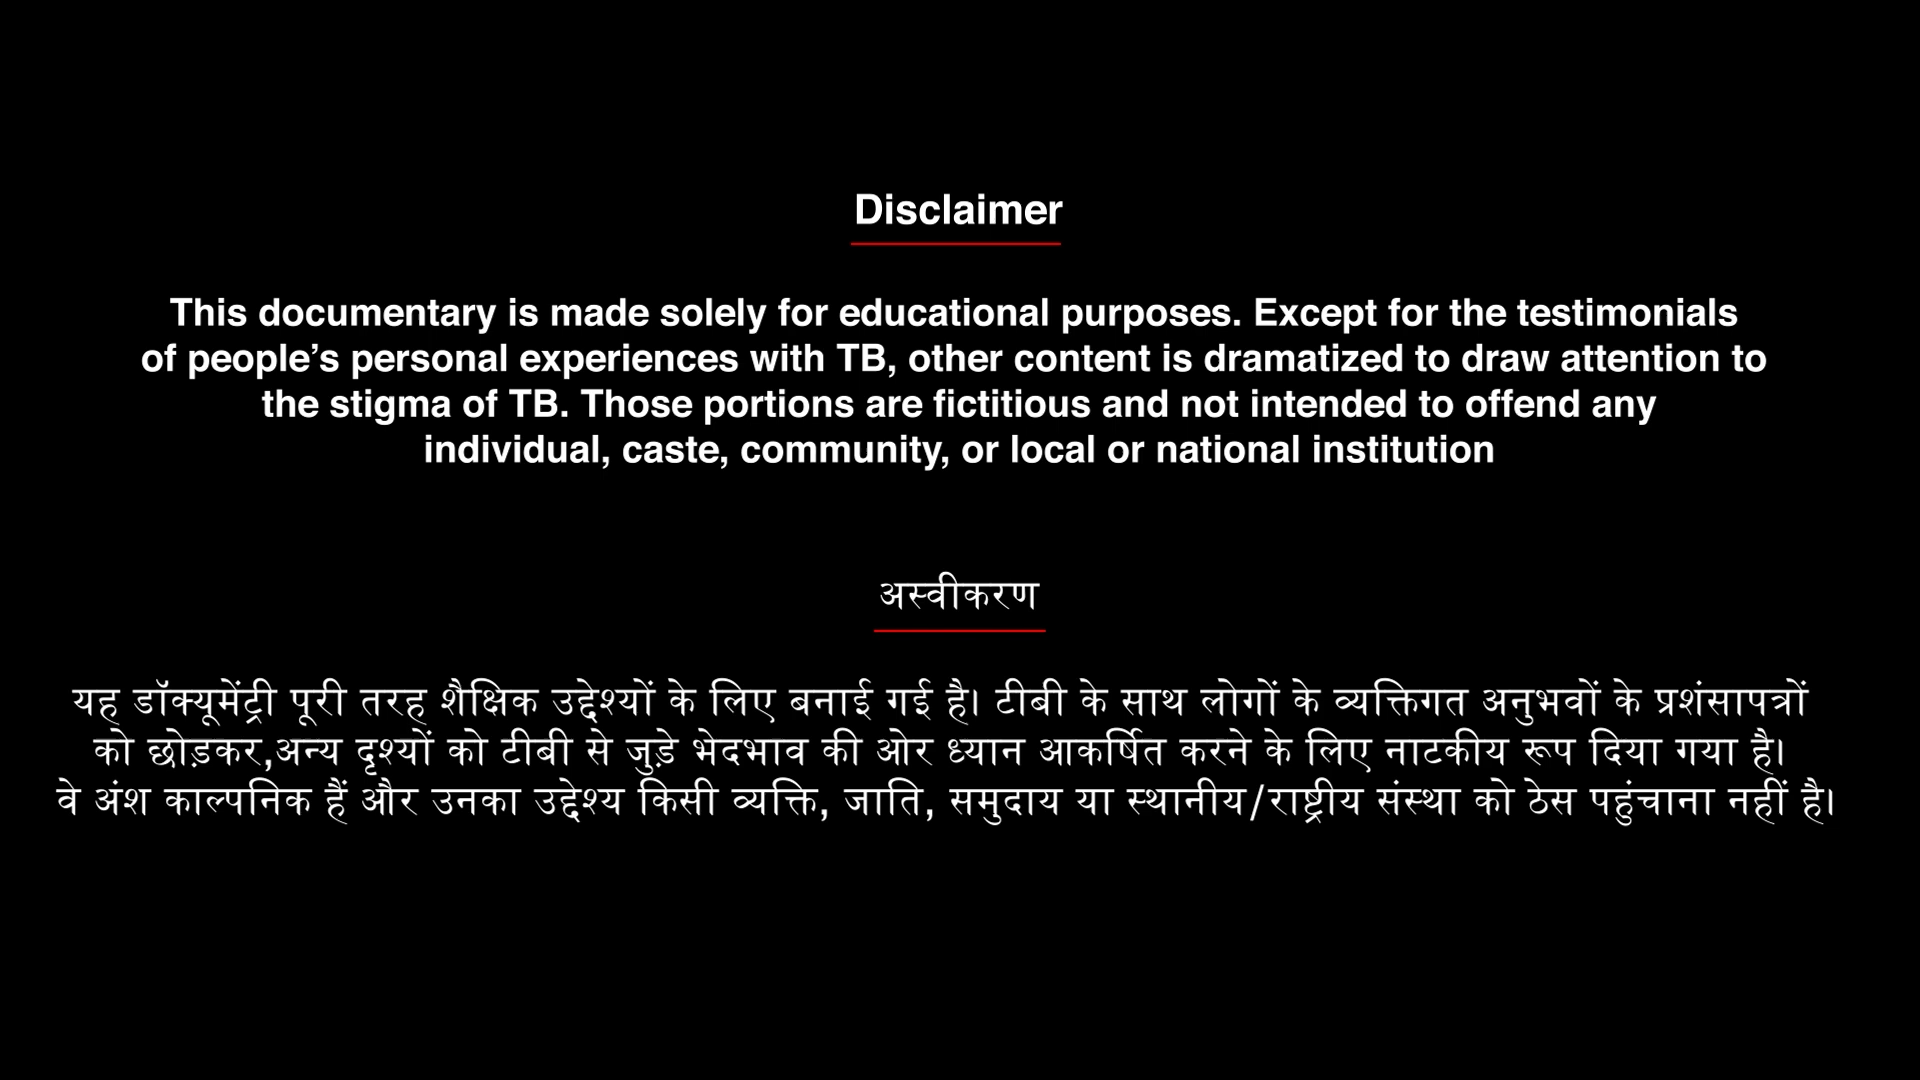 Disclaimer
This documentary is made solely for educational purposes. Except for the testimonials
of people’s personal experiences with TB, other content is dramatized to draw attention to
the stigma of TB. Those portions are fictitious and not intended to offend any
individual, caste, community, or local or national institution
अस्वीकरण
यह डॉक्यूमेंट्री पूरी तरह शैक्षिक उद्देश्यों के लिए बनाई गई है। टीबी के साथ लोगों के व्यक्तिगत अनुभवों के प्रशंसापत्रों
को छोड़कर,अन्य दृश्यों को टीबी से जुड़े भेदभाव की ओर ध्यान आकर्षित करने के लिए नाटकीय रूप दिया गया है।
वे अंश काल्पनिक हैं और उनका उद्देश्य किसी व्यक्ति, जाति, समुदाय या स्थानीय/राष्ट्रीय संस्था को ठेस पहुंचाना नहीं है।